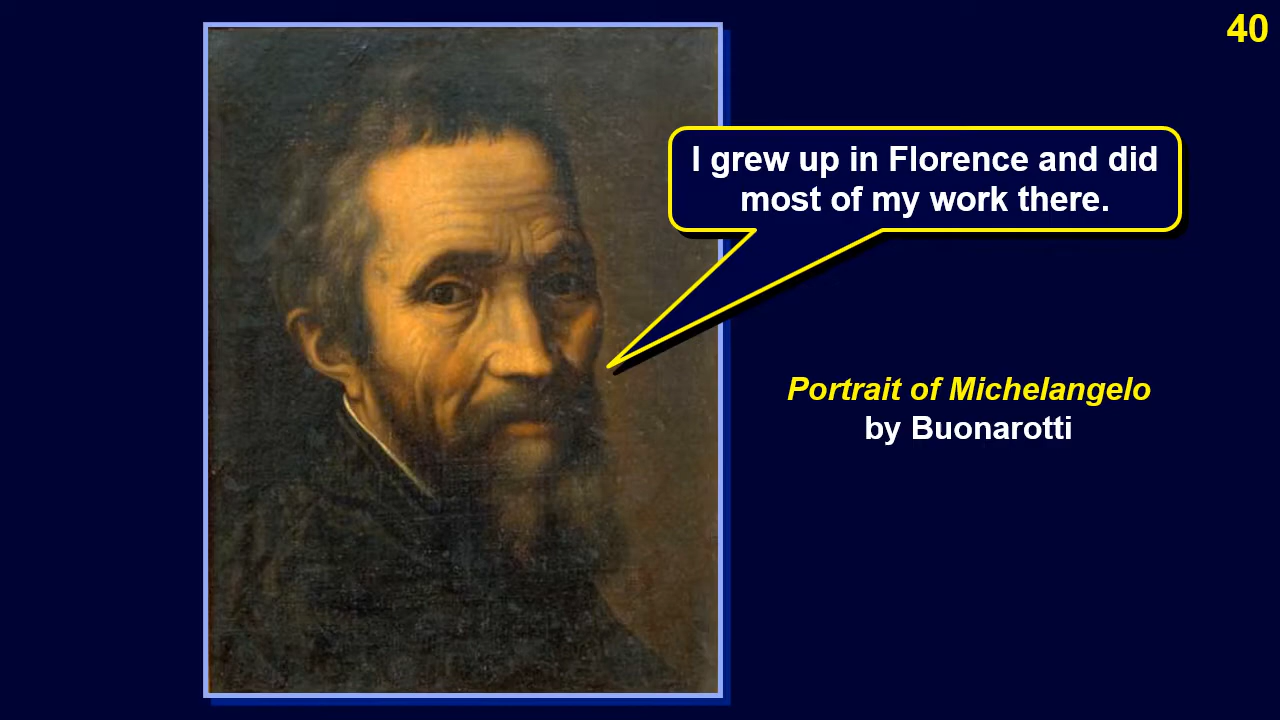 40
I grew up in Florence and did
most of my work there.
Portrait of Michelangelo
by Buonarotti